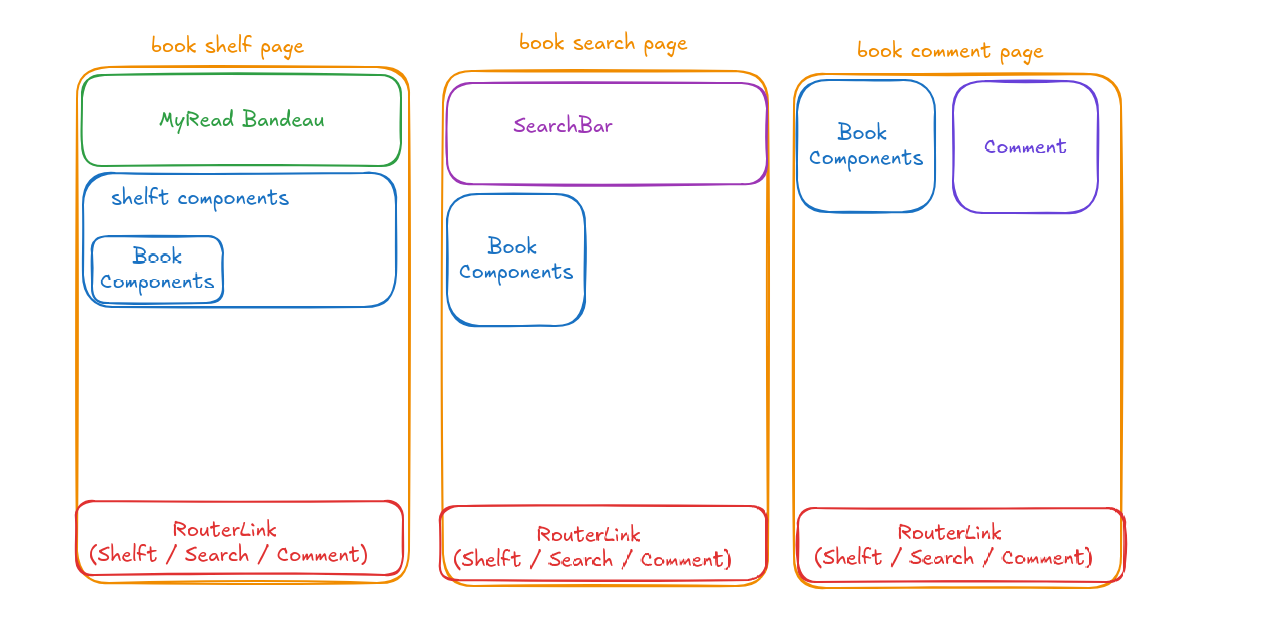 book shelf page
MyRead Bandeau
shelft components
Book
Components
RouterLink
(Shelft / Search / Comment)
book search page
SearchBar
Book
Components
RouterLink
(Shelft / Search / Comment)
book comment page
Book
Components
Comment
RouterLink
(Shelft / Search / Comment)